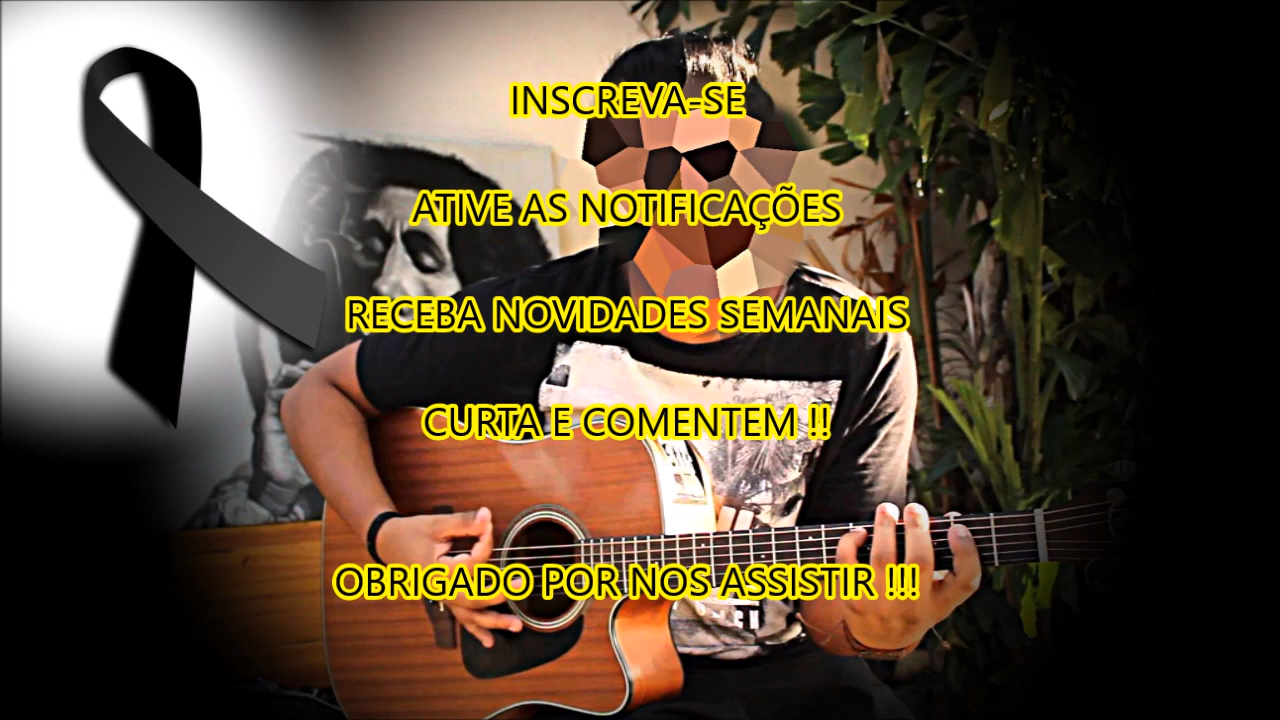 INSCREVA-SE
ATIVE AS NOTIFICAÇÕES
RECEBA NOVIDADES SEMANAIS
CURTA E COMENTEM !!
OBRIGADO POR NOS ASSISTIR !!!